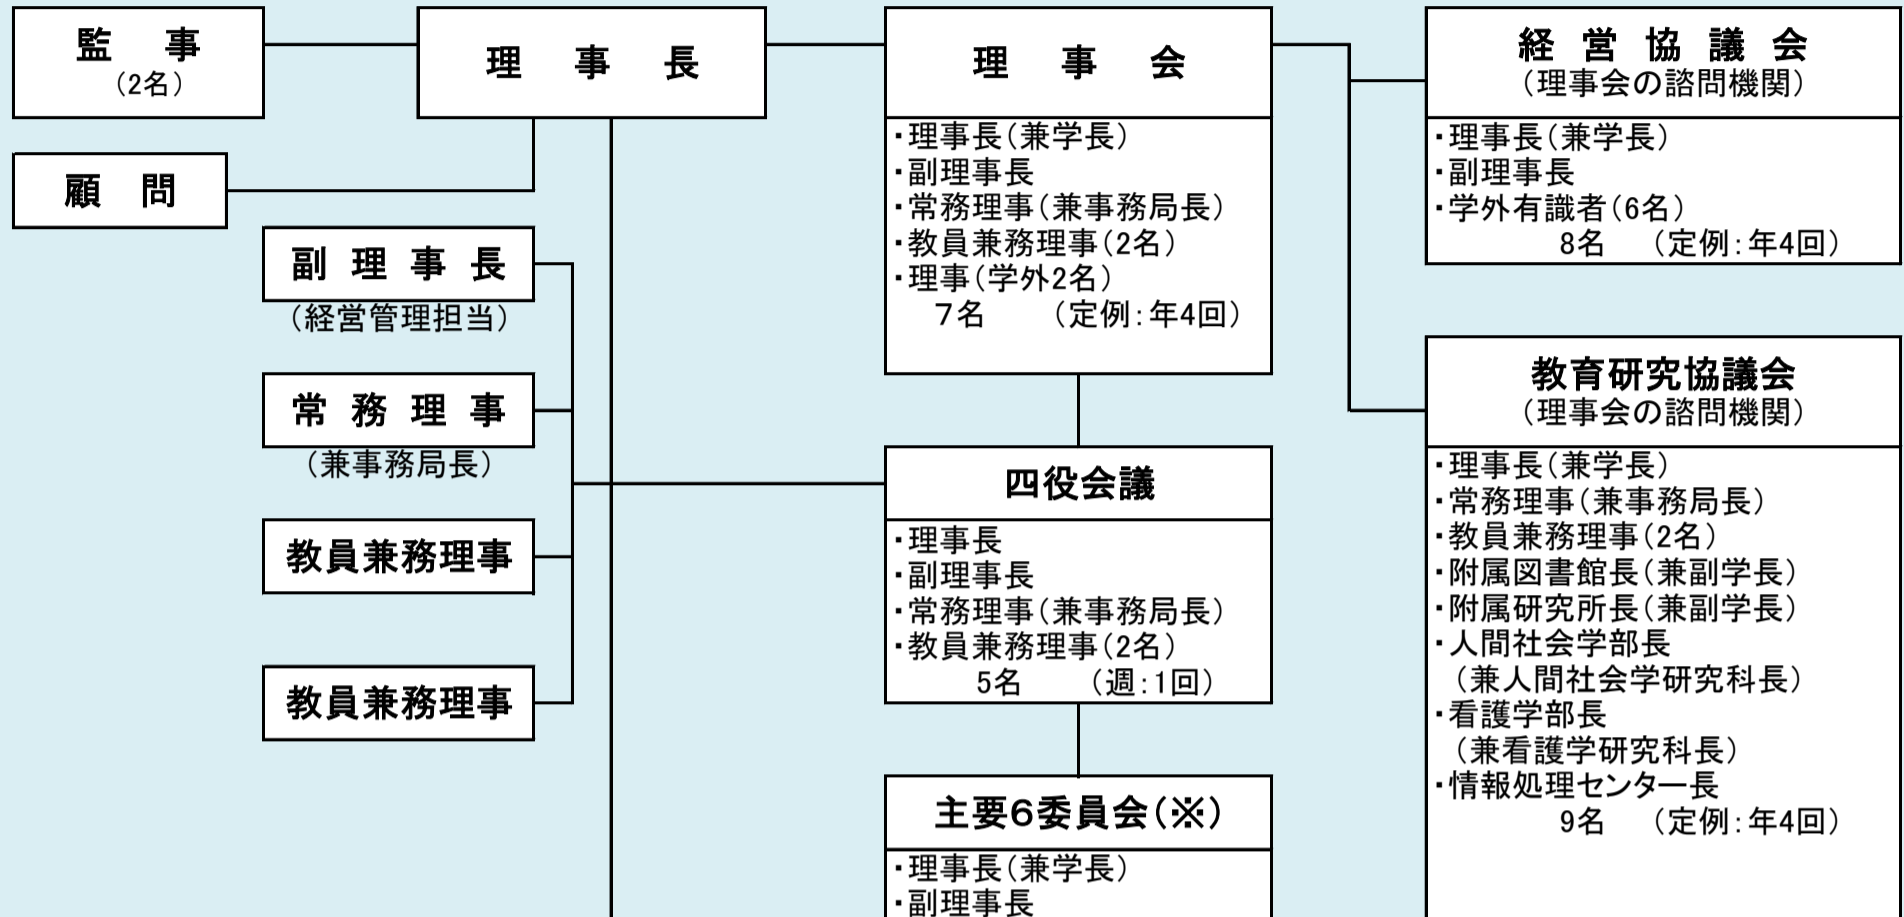 監　事
（2名）
理　事　長
顧　問
副 理 事 長
（経営管理担当）
常 務 理 事
（兼事務局長）
教員兼務理事
教員兼務理事
理　事　会
・理事長（兼学長）
・副理事長
・常務理事（兼事務局長）
・教員兼務理事（2名）
・理事（学外2名）
7名　（定例：年4回）
四役会議
・理事長
・副理事長
・常務理事（兼事務局長）
・教員兼務理事（2名）
5名　（週：1回）
主要6委員会（※）
・理事長（兼学長）
・副理事長
経 営 協 議 会
（理事会の諮問機関）
・理事長（兼学長）
・副理事長
・学外有識者（6名）
8名　（定例：年4回）
教育研究協議会
（理事会の諮問機関）
・理事長（兼学長）
・常務理事（兼事務局長）
・教員兼務理事（2名）
・附属図書館長（兼副学長）
・附属研究所長（兼副学長）
・人間社会学部長
（兼人間社会学研究科長）
・看護学部長
（兼看護学研究科長）
・情報処理センター長
9名　（定例：年4回）